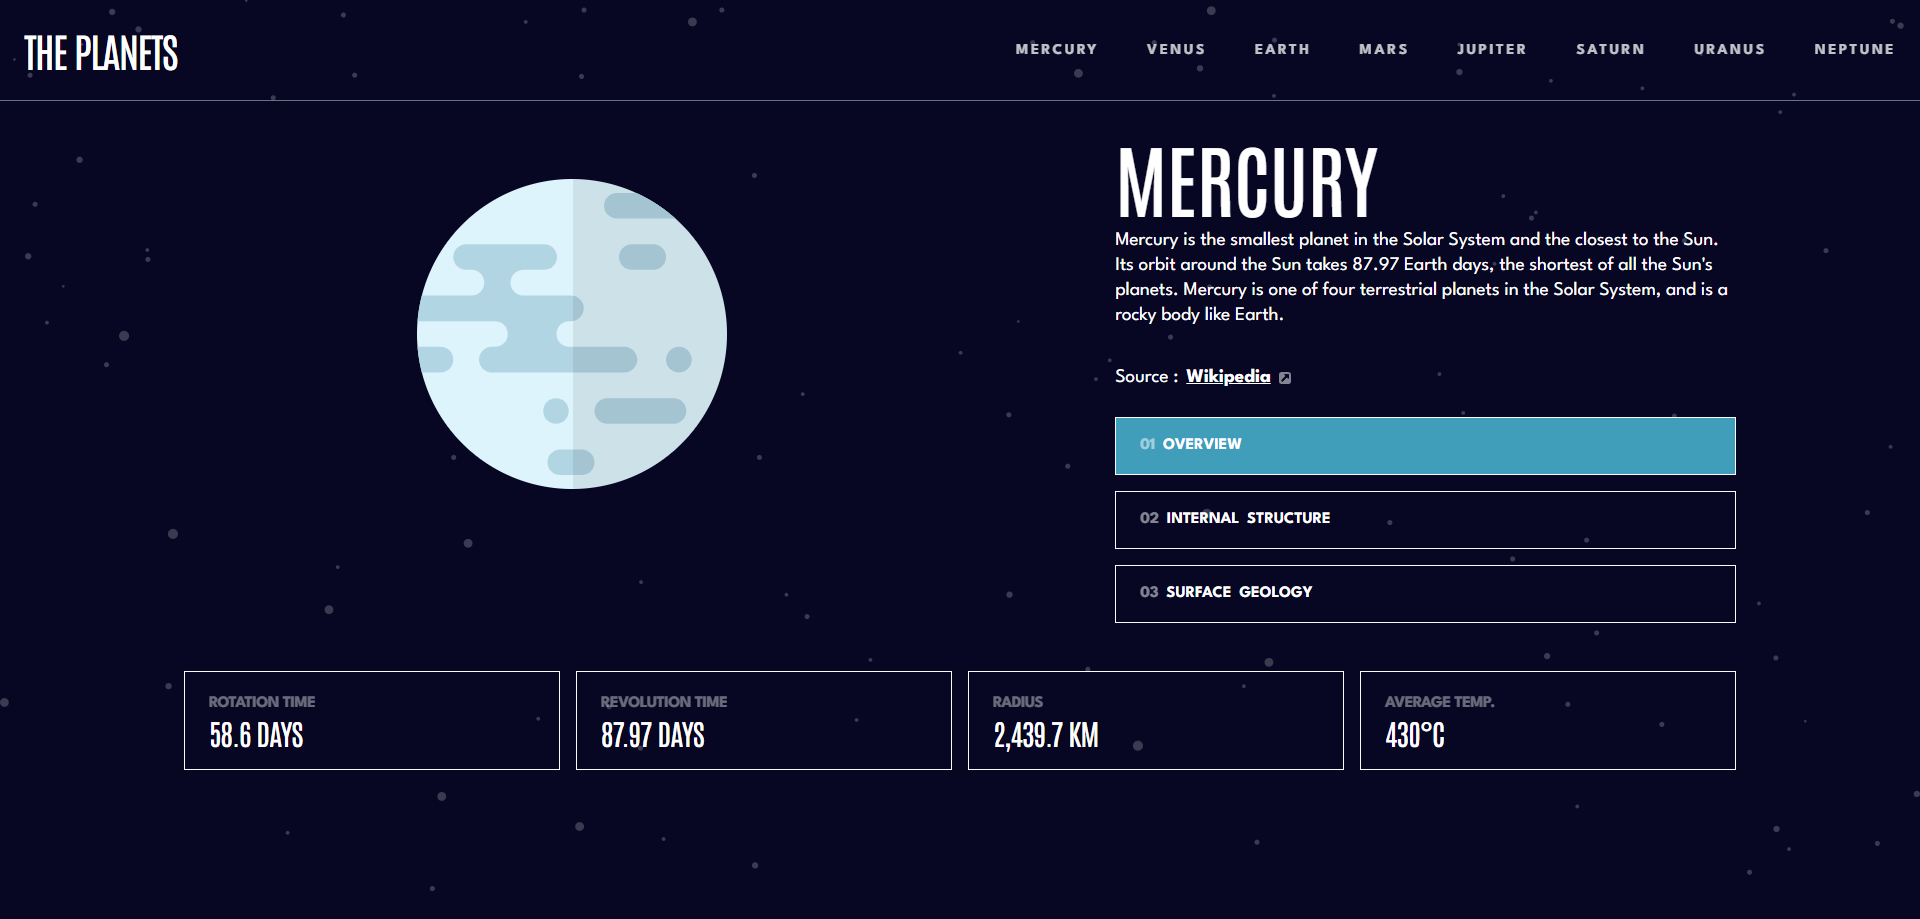 THE PLANETS
MERCURY VENUS EARTH MARS JUPITER SATURN URANUS NEPTUNE
MERCURY
Mercury is the smallest planet in the Solar System and the closest to the Sun.
Its orbit around the Sun takes 87.97 Earth days, the shortest of all the Sun's
planets. Mercury is one of four terrestrial planets in the Solar System, and is a
rocky body like Earth.
Source : Wikipedia
01 OVERVIEW
02 INTERNAL STRUCTURE
03 SURFACE GEOLOGY
ROTATION TIME
58.6 DAYS
REVOLUTION TIME
87.97 DAYS
RADIUS
2,439.7 KM
AVERAGE TEMP.
430°C